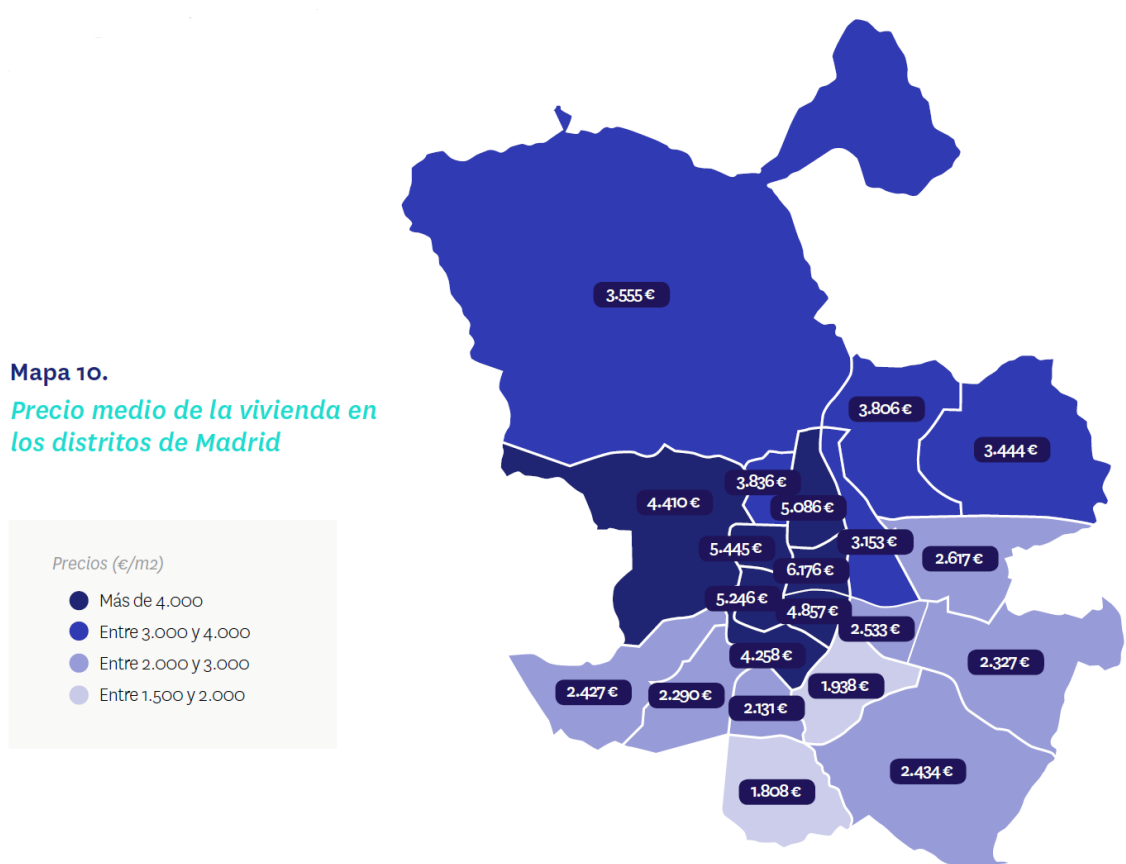 3.555 €
Mapa 10.
Precio medio de la vivienda en
los distritos de Madrid
3.806 €
3.444 €
3.836 €
4.410 €
5.086 €
5.445 €
3.153 €
2.617 €
6.176 €
5.246 €
4.857 €
2.533 €
4.258 €
2.327 €
1.938 €
2.427 €
2.290 €
2.131 €
2.434 €
1.808 €
Precios (€/m2)
Más de 4.000
Entre 3.000 y 4.000
Entre 2.000 y 3.000
Entre 1.500 y 2.000